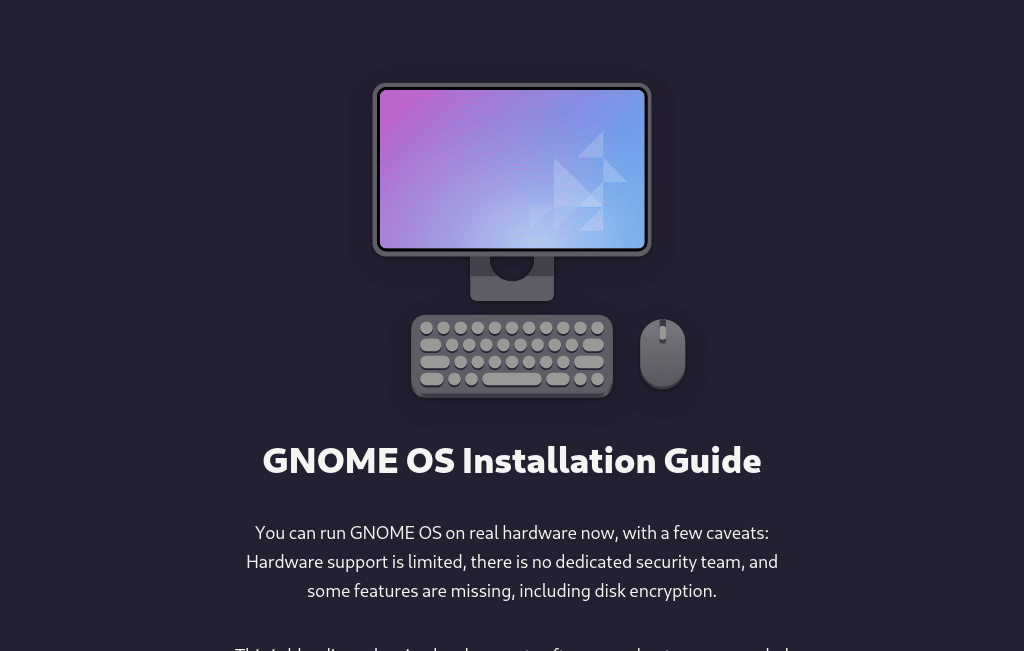 GNOME OS Installation Guide
You can run GNOME OS on real hardware now, with a few caveats:
Hardware support is limited, there is no dedicated security team, and
some features are missing, including disk encryption.